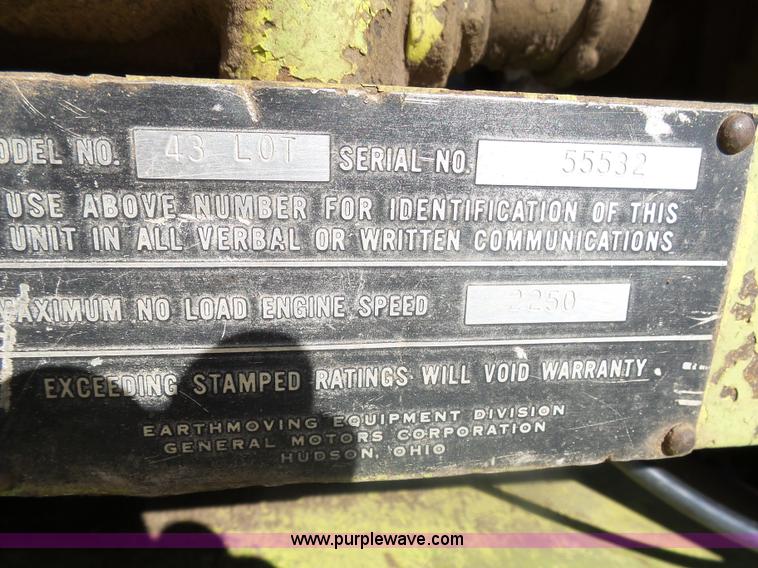 ODEL NO. 43 LOT SERIAL NO. 55532
USE ABOVE NUMBER FOR IDENTIFICATION OF THIS
UNIT IN ALL VERBAL OR WRITTEN COMMUNICATIONS
MAXIMUM NO LOAD ENGINE SPEED 2250
EXCEEDING STAMPED RATINGS WILL VOID WARRANTY.
EARTHMOVING EQUIPMENT DIVISION
GENERAL MOTORS CORPORATION
HUDSON, OHIO
www.purplewave.com